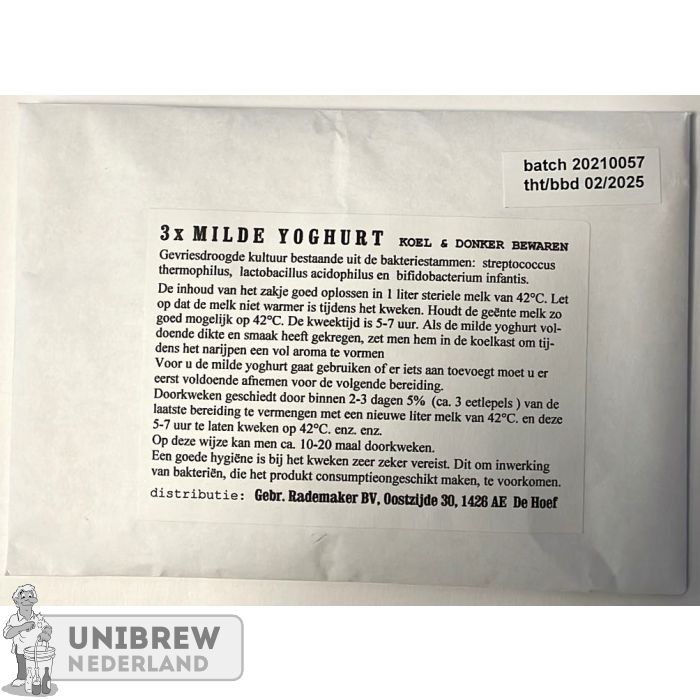 batch 20210057
tht/bbd 02/2025
3x MILDE YOGHURT KOEL & DONKER BEWAREN
Gevriesdroogde kultuur bestaande uit de bakteriestammen: streptococcus
thermophilus, lactobacillus acidophilus en bifidobacterium infantis.
De inhoud van het zakje goed oplossen in 1 liter steriele melk van 42°C. Let
op dat de melk niet warmer is tijdens het kweken. Houdt de geënte melk zo
goed mogelijk op 42°C. De kweektijd is 5-7 uur. Als de milde yoghurt vol-
doende dikte en smaak heeft gekregen, zet men hem in de koelkast om tij-
dens het narijpen een vol aroma te vormen
Voor u de milde yoghurt gaat gebruiken of er iets aan toevoegt moet u er
eerst voldoende afnemen voor de volgende bereiding.
Doorkweken geschiedt door binnen 2-3 dagen 5% (ca. 3 eetlepels ) van de
laatste bereiding te vermengen met een nieuwe liter melk van 42°C. en deze
5-7 uur te laten kweken op 42°C. enz. enz.
Op deze wijze kan men ca. 10-20 maal doorkweken.
Een goede hygiëne is bij het kweken zeer zeker vereist. Dit om inwerking
van bakteriën, die het produkt consumptieongeschikt maken, te voorkomen.
distributie: Gebr. Rademaker BV, Oostzijde 30, 1426 AE De Hoef
UNIBREW
NEDERLAND